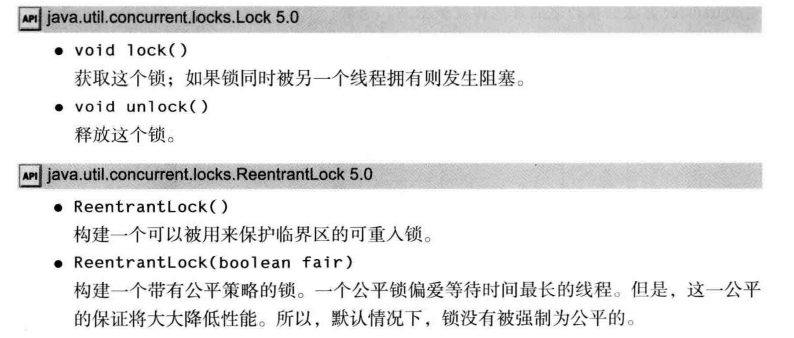 API java.util.concurrent.locks.Lock 5.0
● void lock()
获取这个锁；如果锁同时被另一个线程拥有则发生阻塞。
● void unlock()
释放这个锁。
API java.util.concurrent.locks.ReentrantLock 5.0
● ReentrantLock()
构建一个可以被用来保护临界区的可重入锁。
● ReentrantLock(boolean fair)
构建一个带有公平策略的锁。一个公平锁偏爱等待时间最长的线程。但是，这一公平
的保证将大大降低性能。所以，默认情况下，锁没有被强制为公平的。